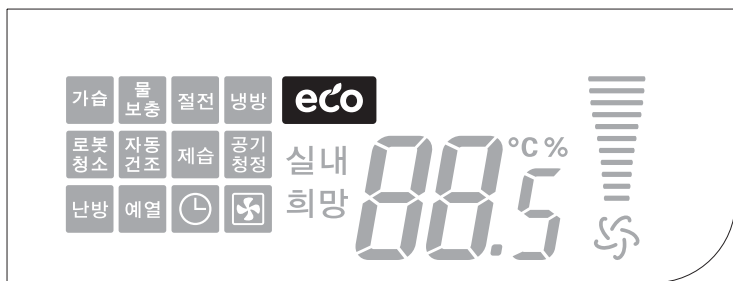 가습
물
보충
절전
냉방
eco
로봇
청소
자동
건조
제습
공기
청정
실내
희망
88.5
°C %
난방
예열